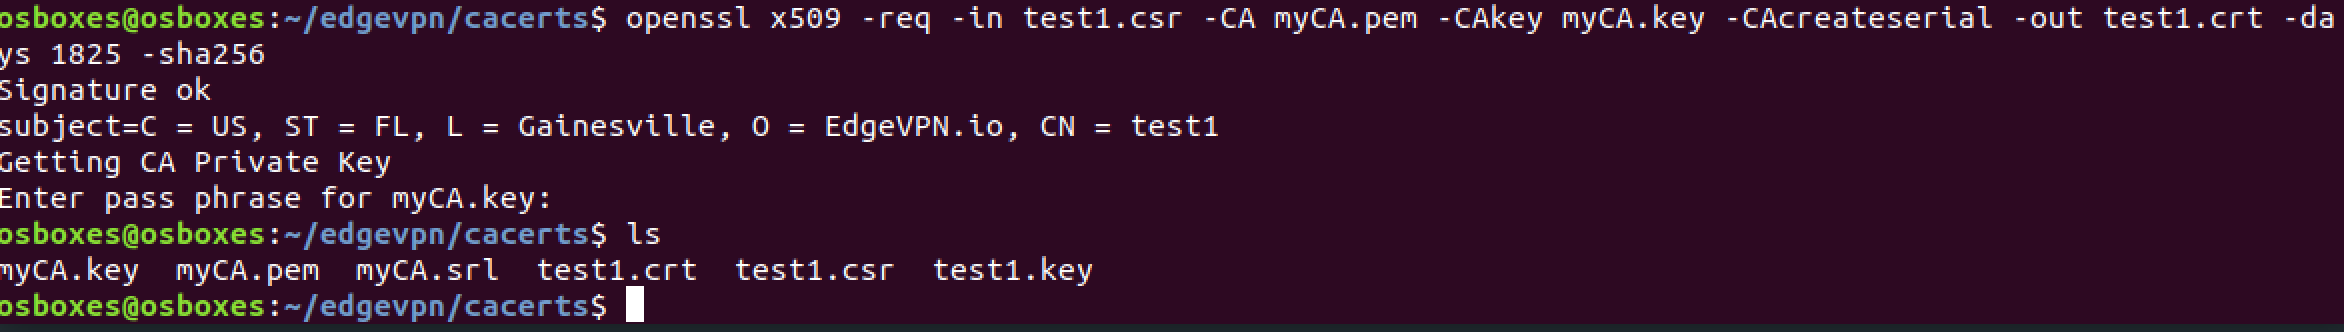 osboxes@osboxes:~/edgevpn/cacerts$ openssl x509 -req -in test1.csr -CA myCA.pem -CAkey myCA.key -CAcreateserial -out test1.crt -da
ys 1825 -sha256
Signature ok
subject=C = US, ST = FL, L = Gainesville, O = EdgeVPN.io, CN = test1
Getting CA Private Key
Enter pass phrase for myCA.key:
osboxes@osboxes:~/edgevpn/cacerts$ ls
myCA.key  myCA.pem  myCA.srl  test1.crt  test1.csr  test1.key
osboxes@osboxes:~/edgevpn/cacerts$